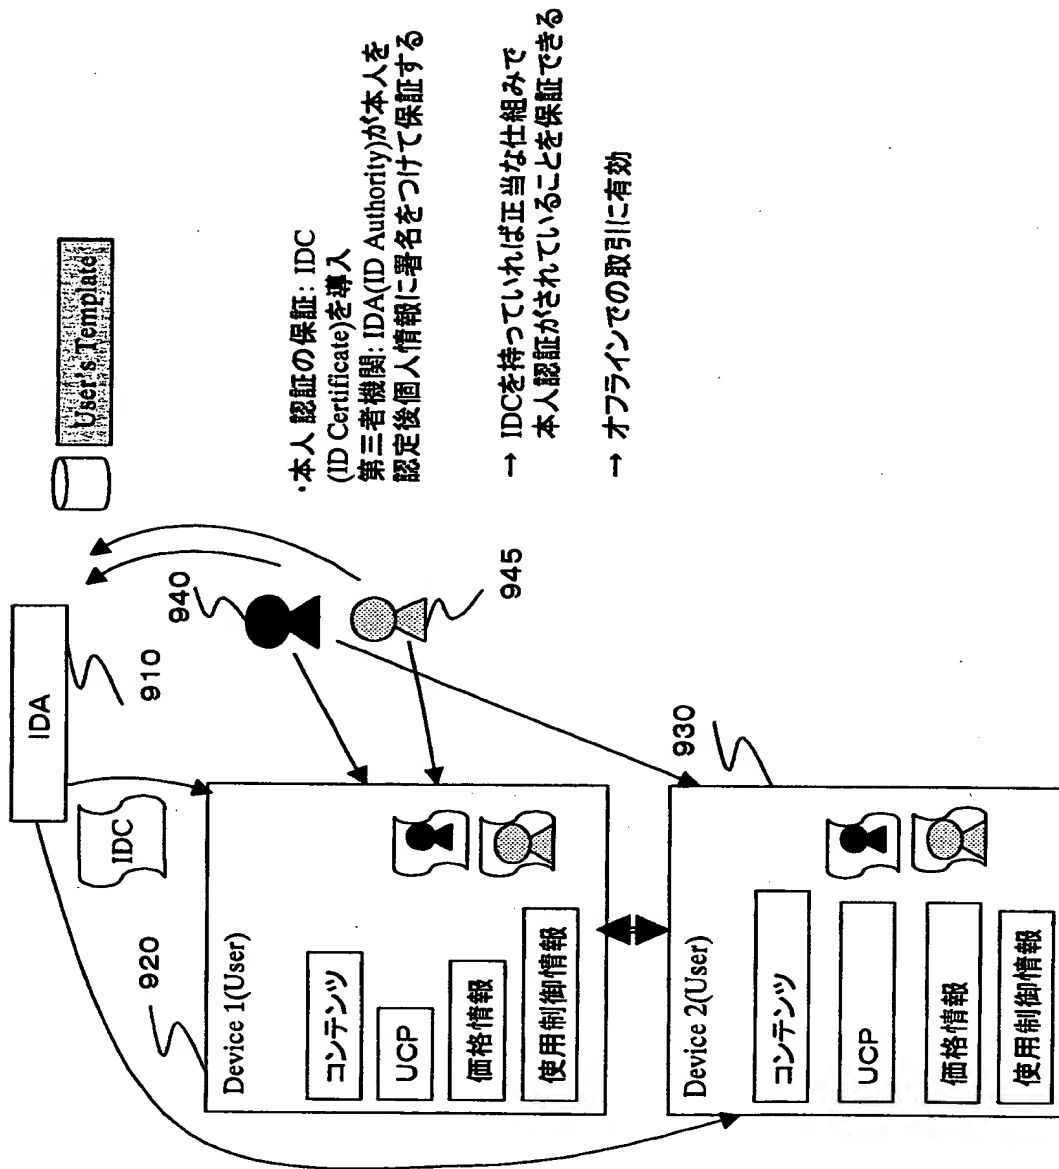 IDA
910
User's Template
IDC
940
945
920
Device 1(User)
コンテンツ
UCP
価格情報
使用制御情報
930
Device 2(User)
コンテンツ
UCP
価格情報
使用制御情報
・本人認証の保証: IDC
(ID Certificate)を導入
第三者機関: IDA(ID Authority)が本人を
認定後個人情報に署名をつけて保証する
→ IDCを持っていれば正当な仕組みで
本人認証がされていることを保証できる
→ オフラインでの取引に有効